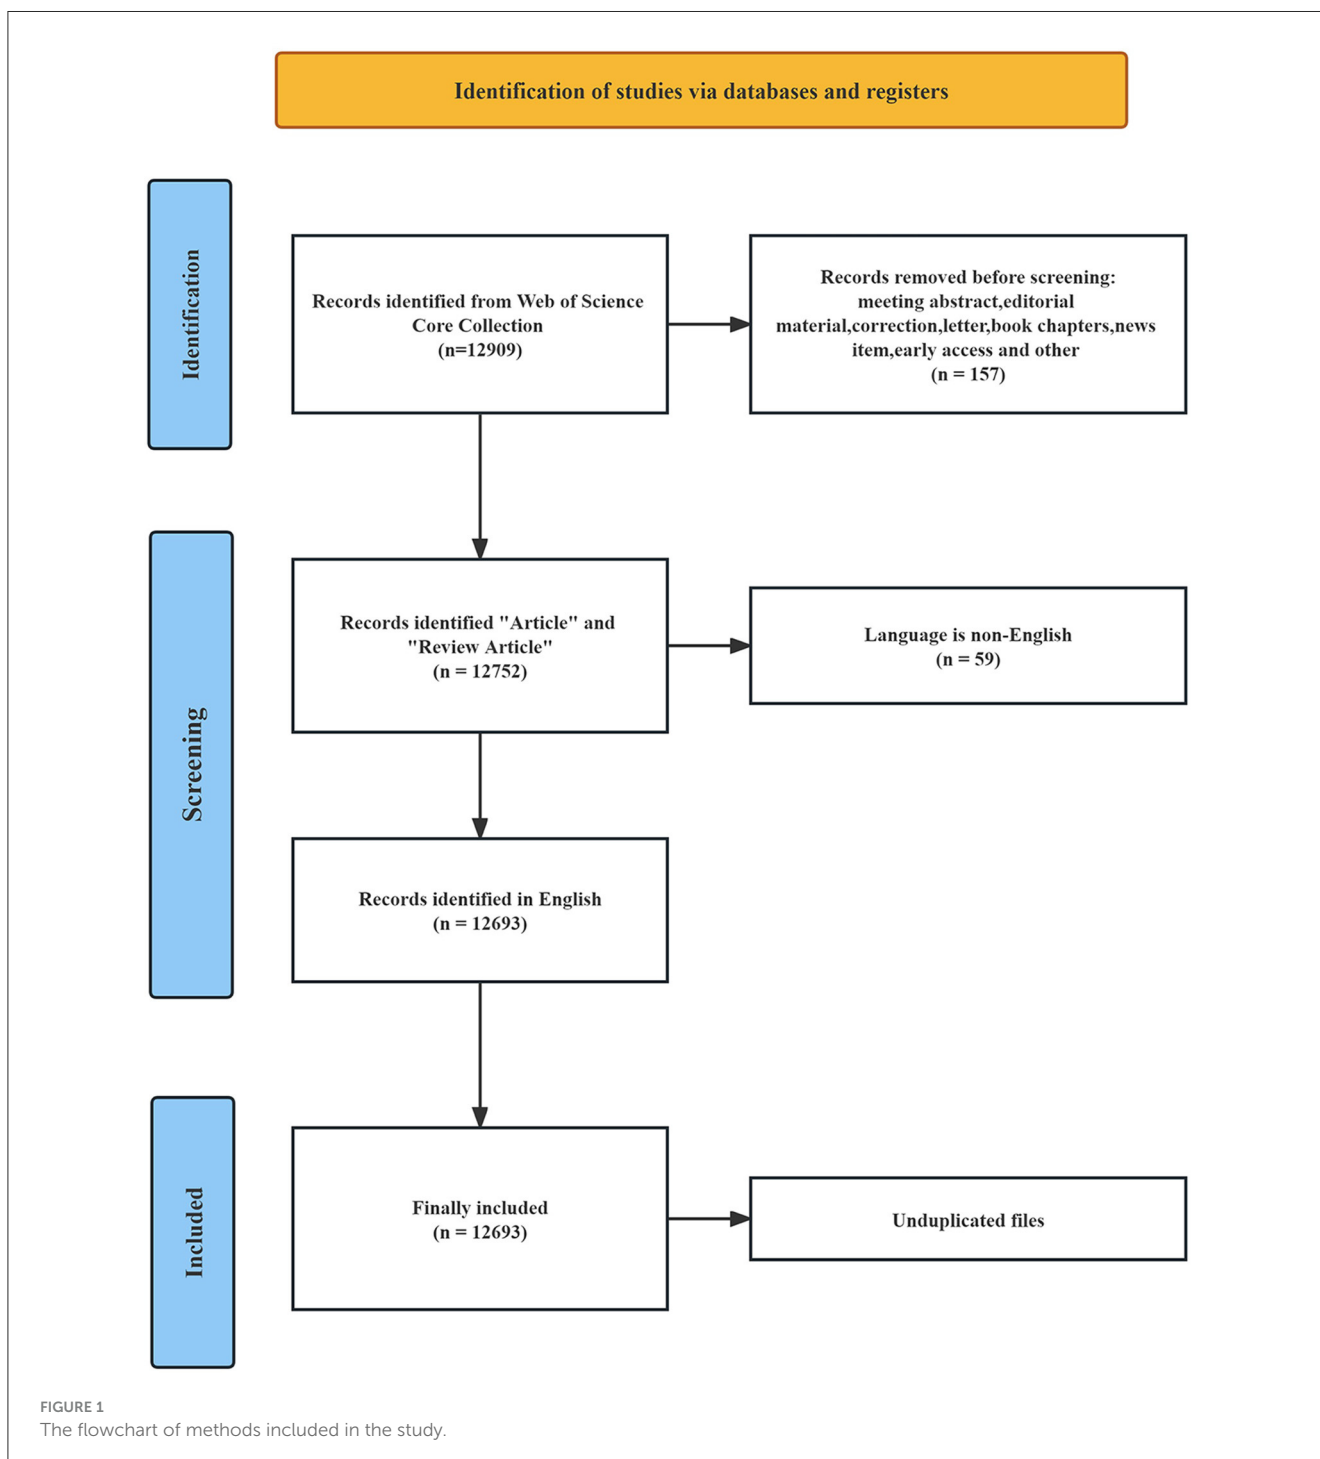 Identification of studies via databases and registers
Identification
Records identified from Web of Science
Core Collection
(n=12909)
Records removed before screening:
meeting abstract,editorial
material,correction,letter,book chapters,news
item,early access and other
(n = 157)
Screening
Records identified "Article" and
"Review Article"
(n = 12752)
Language is non-English
(n = 59)
Records identified in English
(n = 12693)
Included
Finally included
(n = 12693)
Unduplicated files
FIGURE 1
The flowchart of methods included in the study.